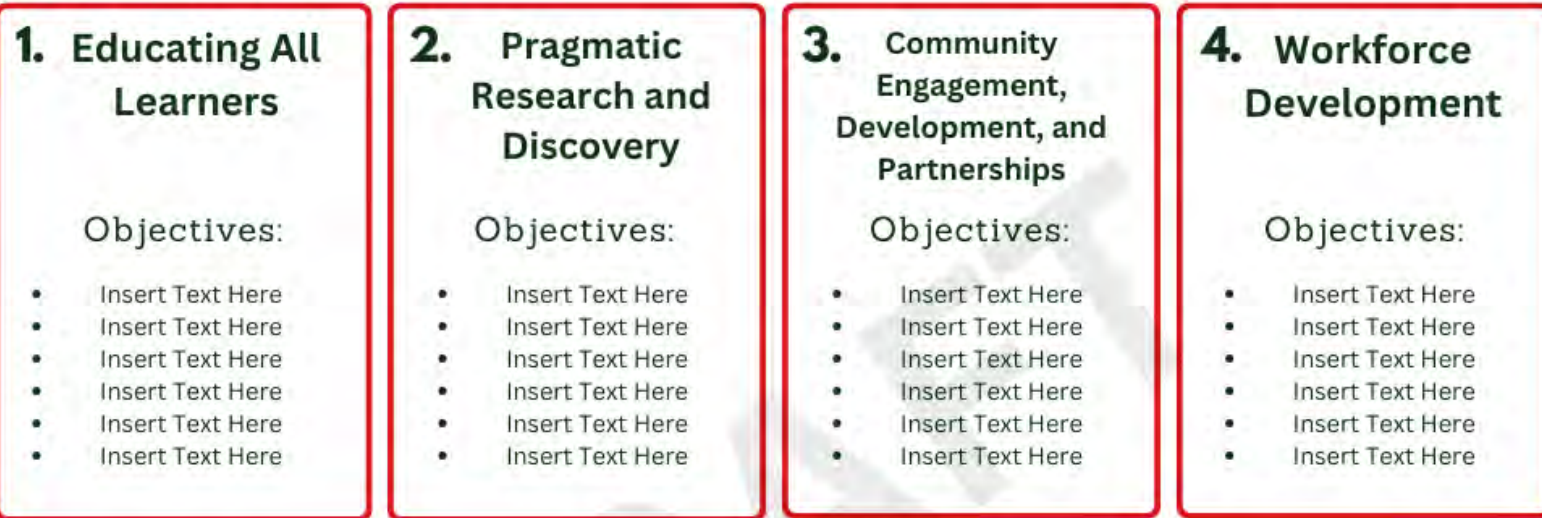 1. Educating All
Learners
Objectives:
• Insert Text Here
• Insert Text Here
• Insert Text Here
• Insert Text Here
• Insert Text Here
• Insert Text Here
2. Pragmatic
Research and
Discovery
Objectives:
• Insert Text Here
• Insert Text Here
• Insert Text Here
• Insert Text Here
• Insert Text Here
• Insert Text Here
3. Community
Engagement,
Development, and
Partnerships
Objectives:
• Insert Text Here
• Insert Text Here
• Insert Text Here
• Insert Text Here
• Insert Text Here
• Insert Text Here
4. Workforce
Development
Objectives:
• Insert Text Here
• Insert Text Here
• Insert Text Here
• Insert Text Here
• Insert Text Here
• Insert Text Here